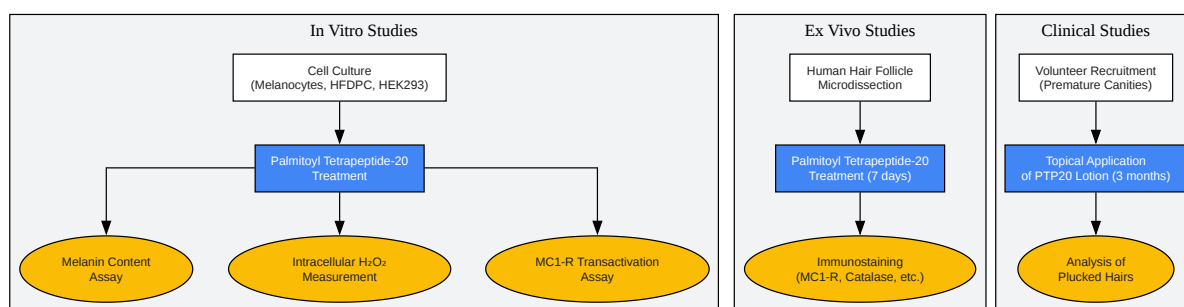 In Vitro Studies
Cell Culture
(Melanocytes, HFDPC, HEK293)
Palmitoyl Tetrapeptide-20
Treatment
Melanin Content
Assay
Intracellular H₂O₂
Measurement
MC1-R Transactivation
Assay
Ex Vivo Studies
Human Hair Follicle
Microdissection
Palmitoyl Tetrapeptide-20
Treatment (7 days)
Immunostaining
(MC1-R, Catalase, etc.)
Clinical Studies
Volunteer Recruitment
(Premature Canities)
Topical Application
of PTP20 Lotion (3 months)
Analysis of
Plucked Hairs